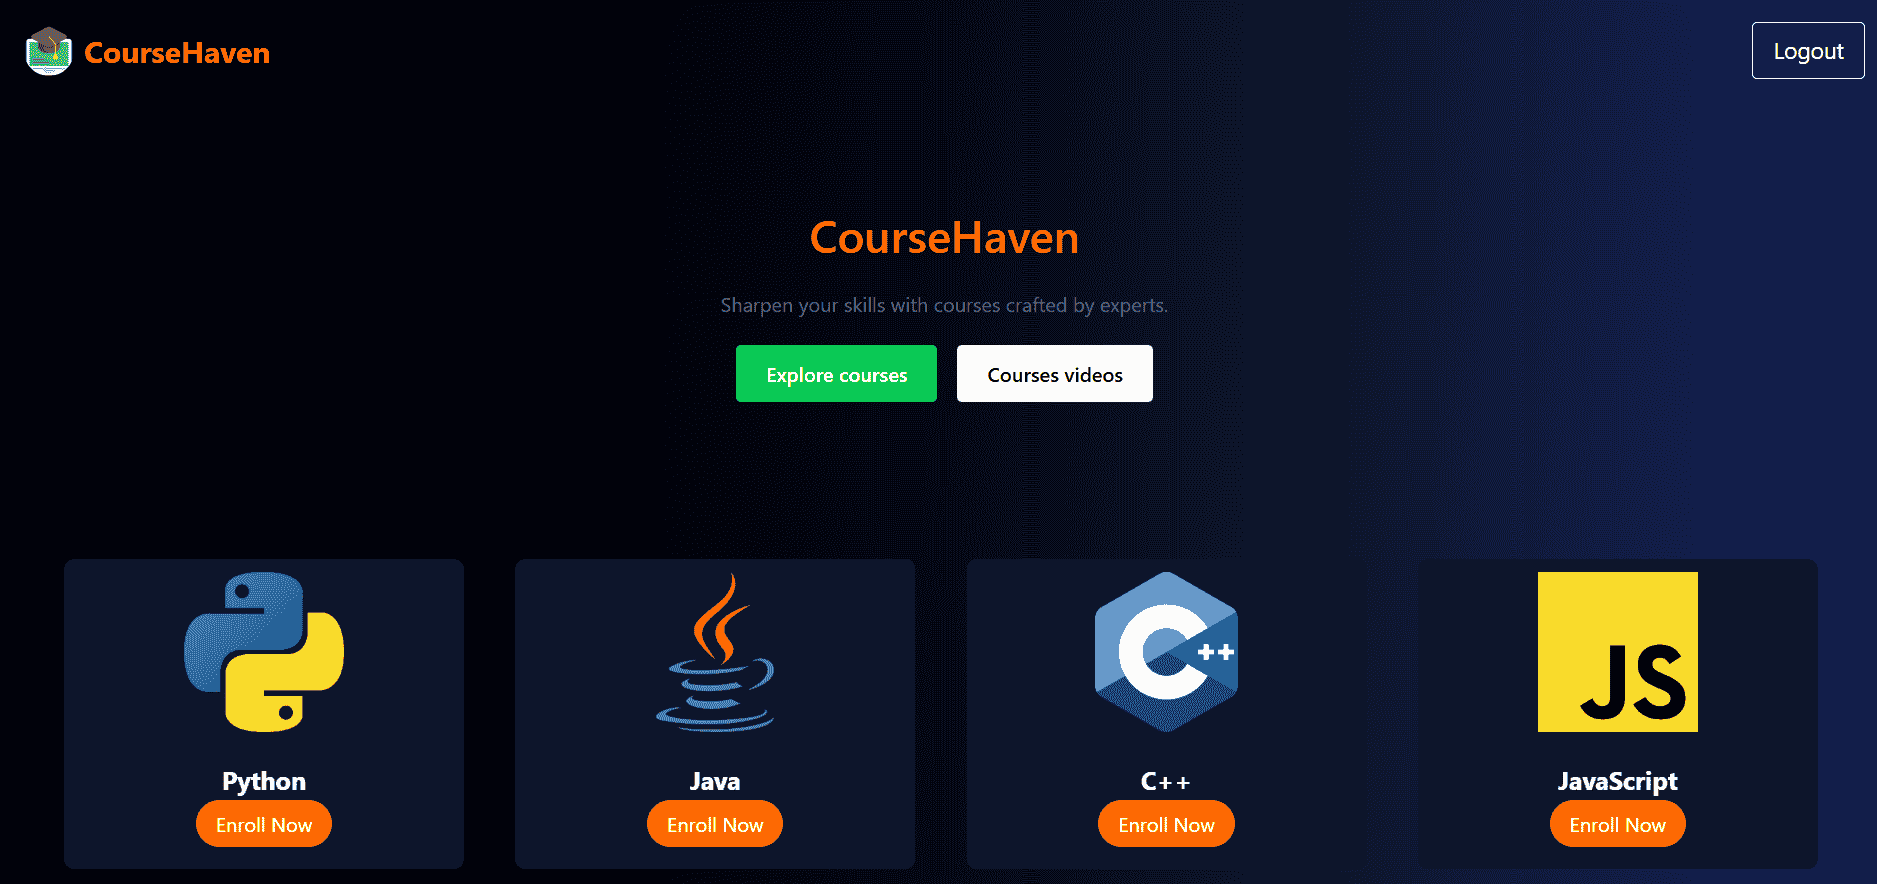 CourseHaven
Logout
CourseHaven
Sharpen your skills with courses crafted by experts.
Explore courses
Courses videos
C++
JS
Python
Java
C++
JavaScript
Enroll Now
Enroll Now
Enroll Now
Enroll Now